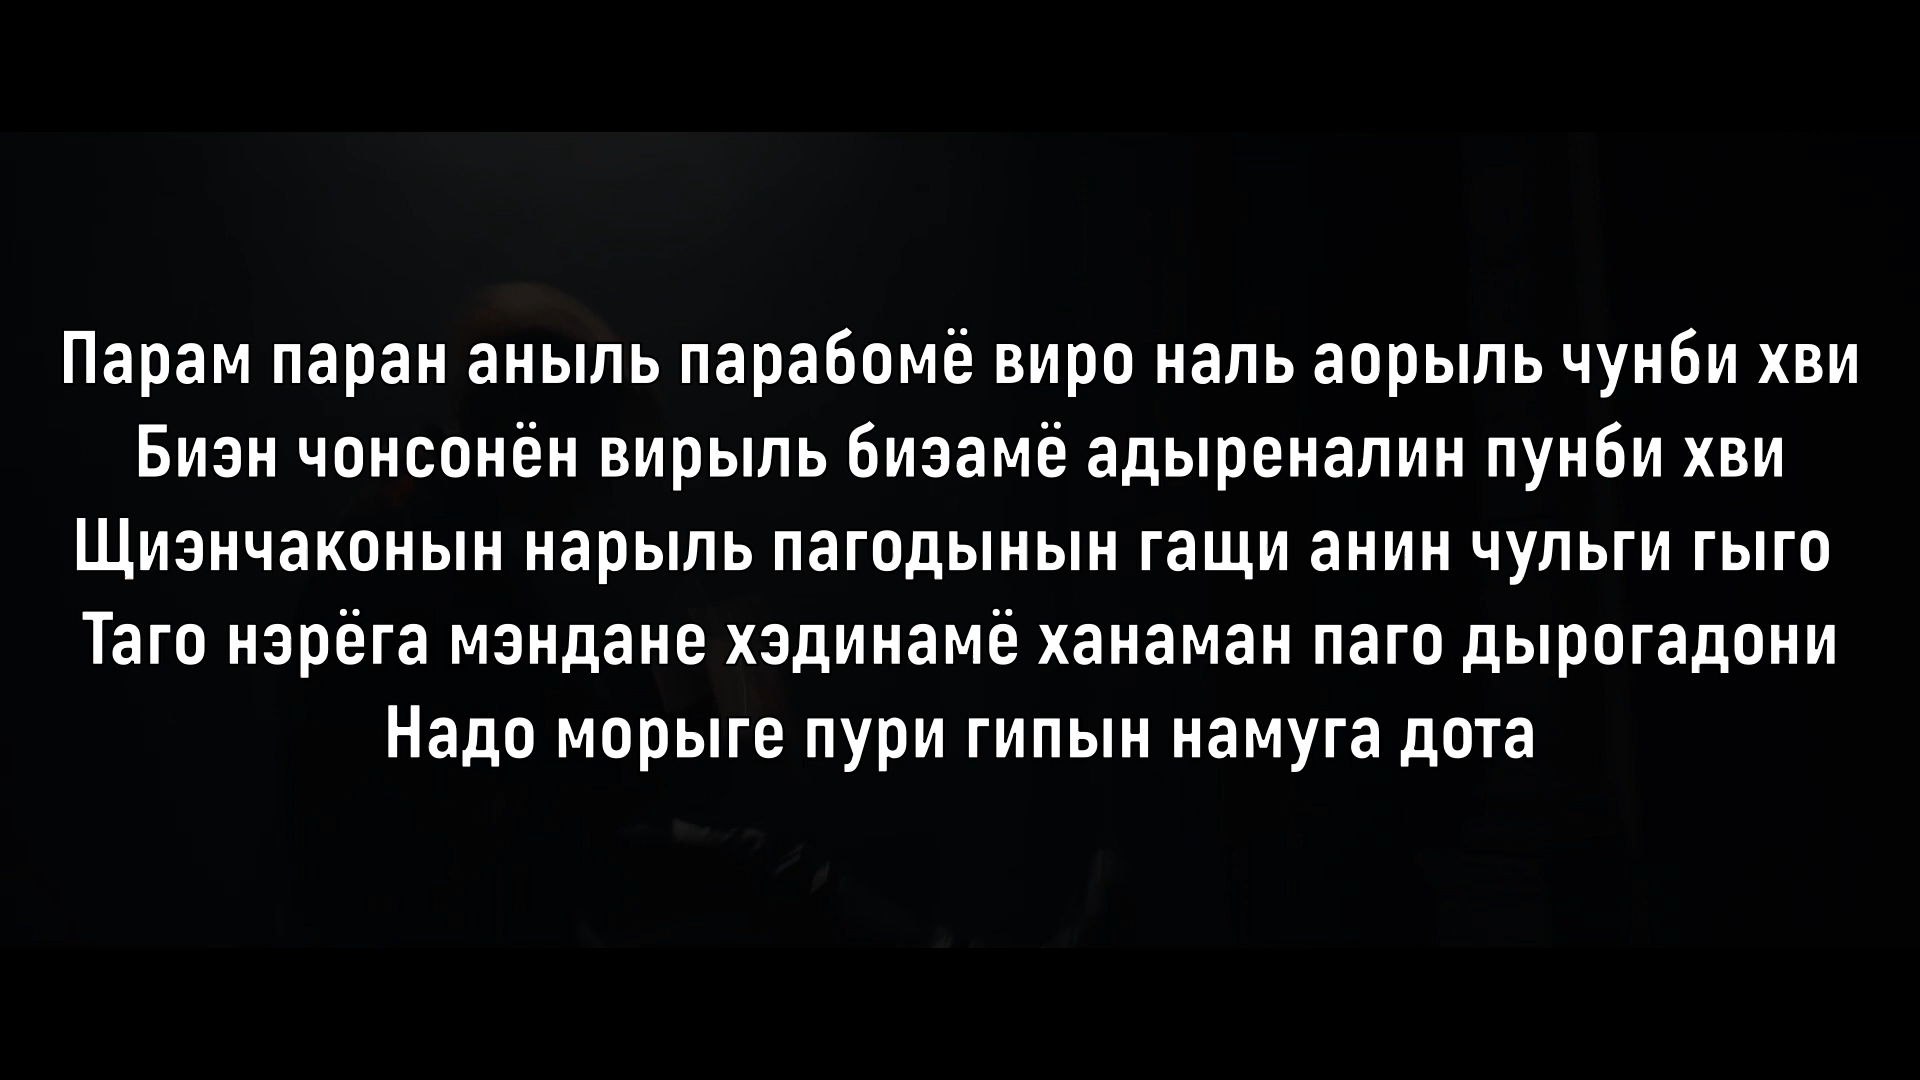 Парам паран аныль парабомё виро наль аорыль чунби хви
Биэн чонсонён вирыль биэамё адыреналин пунби хви
Щиэнчаконын нарыль пагодынын гащи анин чульги гыго
Таго нэрёга мэндане хэдинамё ханаман паго дырогадони
Надо морыге пури гипын намуга дота